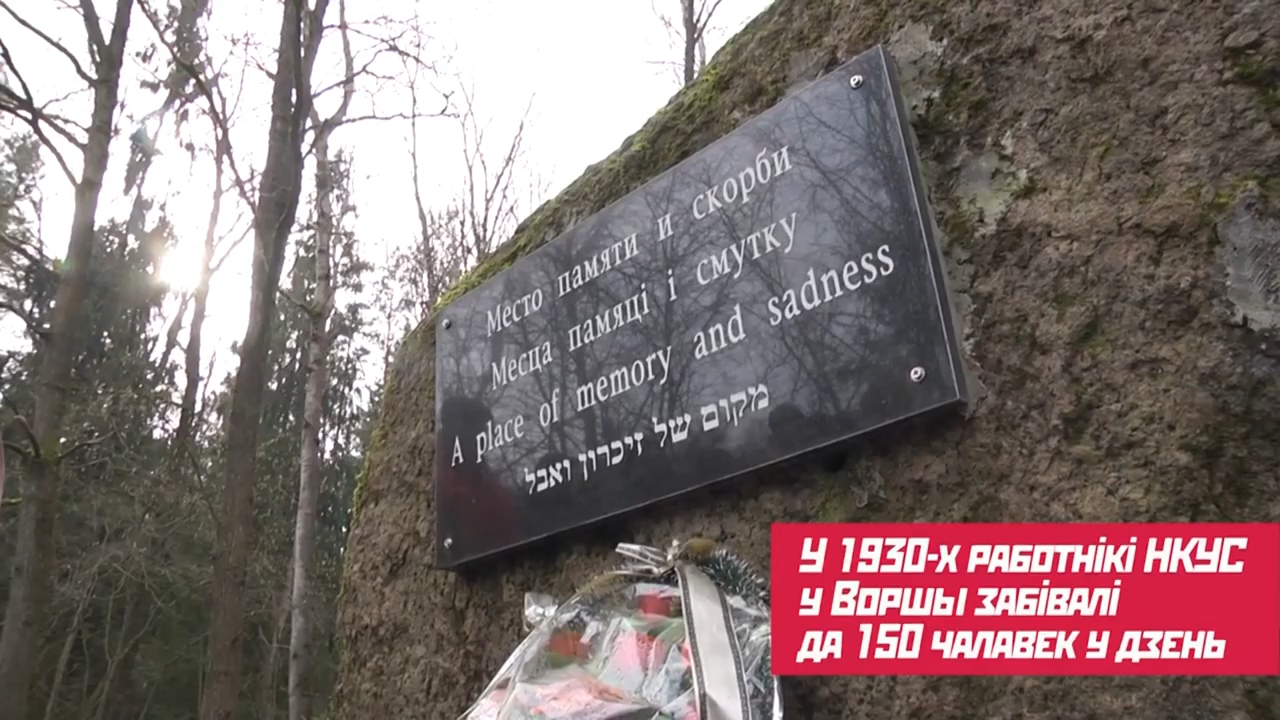 Место памяти и скорби
Месца памяці і смутку
A place of memory and sadness
מקום של זיכרון ואבל
У 1930-х работнікі НКУС
у Воршы забівалі
да 150 чалавек у дзень